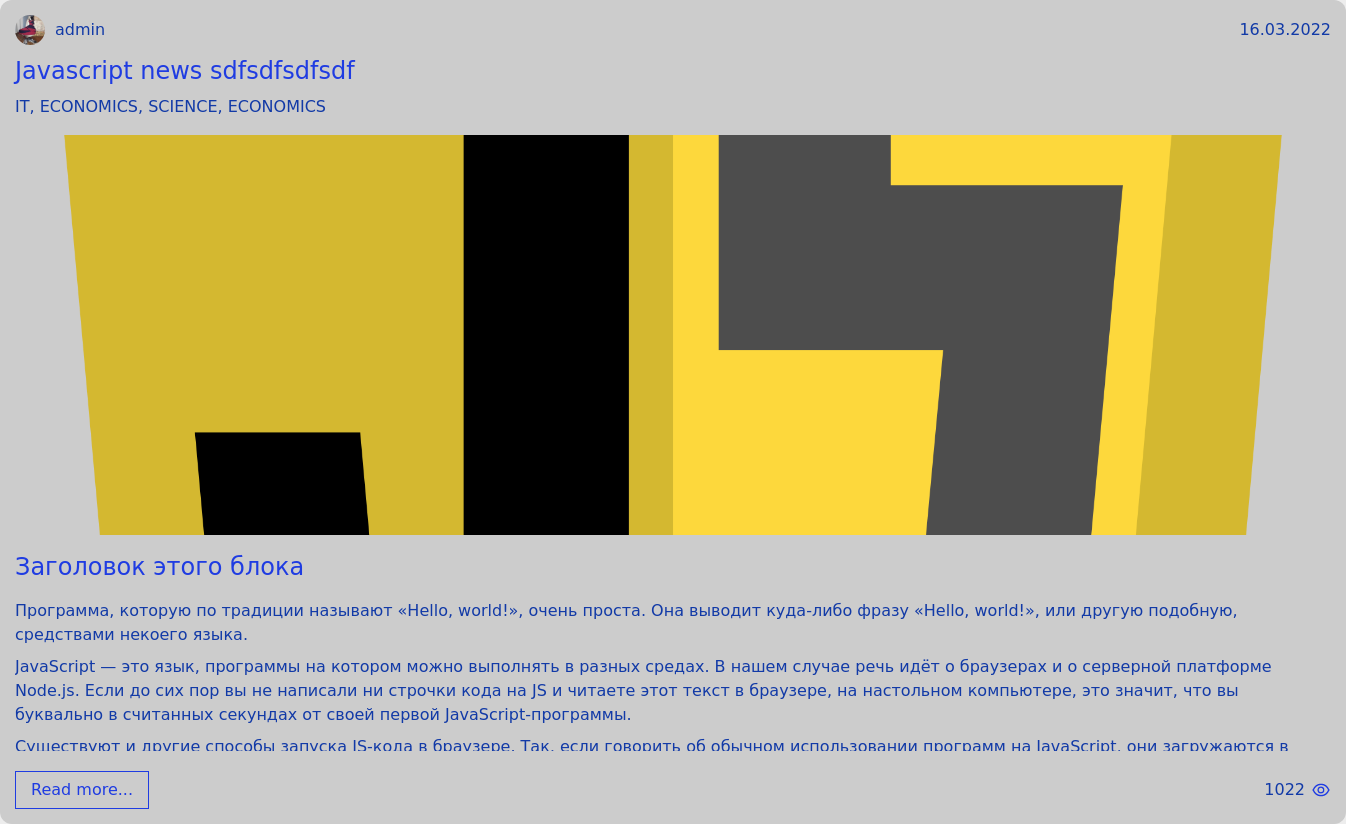 admin
16.03.2022
Javascript news sdfsdfsdfsdf
IT, ECONOMICS, SCIENCE, ECONOMICS
Заголовок этого блока
Программа, которую по традиции называют «Hello, world!», очень проста. Она выводит куда-либо фразу «Hello, world!», или другую подобную,
средствами некоего языка.
JavaScript — это язык, программы на котором можно выполнять в разных средах. В нашем случае речь идёт о браузерах и о серверной платформе
Node.js. Если до сих пор вы не написали ни строчки кода на JS и читаете этот текст в браузере, на настольном компьютере, это значит, что вы
буквально в считанных секундах от своей первой JavaScript-программы.
Существуют и другие способы запуска JS-кода в браузере. Так, если говорить об обычном использовании программ на JavaScript, они загружаются в
Read more...
1022